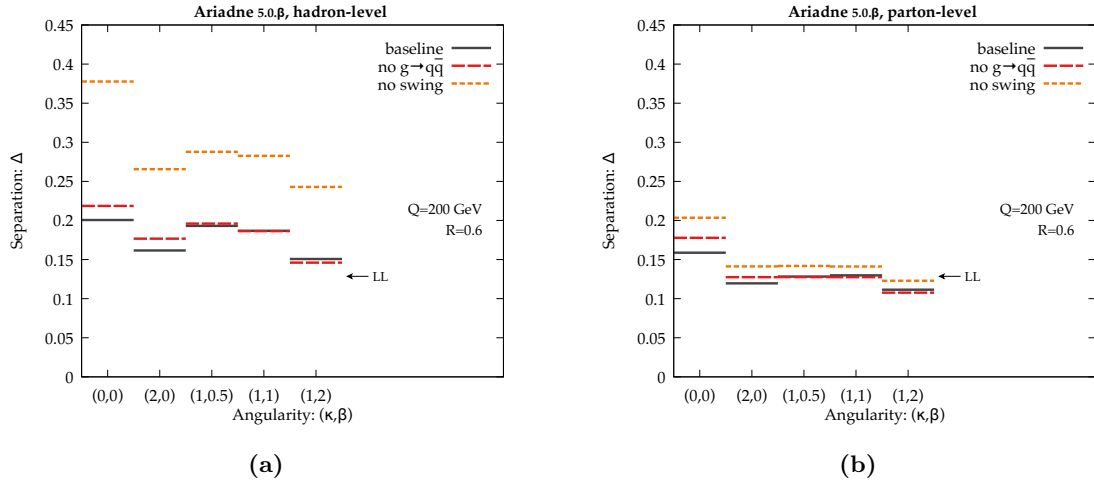 Ariadne 5.0.β, hadron-level
0.45
0.4
0.35
0.3
0.25
0.2
0.15
0.1
0.05
0
Separation: Δ
baseline
no g→qq̅
no swing
Q=200 GeV
R=0.6
LL
(0,0) (2,0) (1,0.5) (1,1) (1,2)
Angularity: (κ,β)
(a)
Ariadne 5.0.β, parton-level
0.45
0.4
0.35
0.3
0.25
0.2
0.15
0.1
0.05
0
Separation: Δ
baseline
no g→qq̅
no swing
Q=200 GeV
R=0.6
LL
(0,0) (2,0) (1,0.5) (1,1) (1,2)
Angularity: (κ,β)
(b)